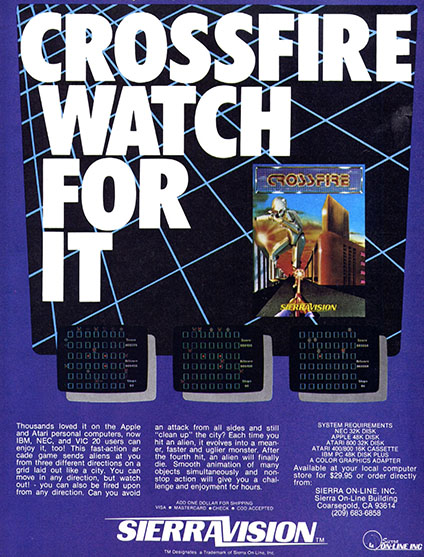 CROSSFIRE
WATCH
FOR
IT
CROSSFIRE
SIERRAVISION
Thousands loved it on the Apple
and Atari personal computers, now
IBM, NEC, and VIC 20 users can
enjoy it, too! This fast-action ar-
cade game sends aliens at you
from three different directions on a
grid laid out like a city. You can
move in any direction, but watch
out! - you can also be fired upon
from any direction. Can you avoid
an attack from all sides and still
"clean up" the city? Each time you
hit an alien, it evolves into a mean-
er, faster and uglier monster. After
the fourth hit, an alien will finally
die. Smooth animation of many
objects simultaneously and non-
stop action will give you a chal-
lenge and enjoyment for hours.
SYSTEM REQUIREMENTS
NEC 32K DISK
APPLE 48K DISK
ATARI 800 32K DISK
ATARI 400/800 16K CASSETTE
IBM PC 48K DISK PLUS
A COLOR GRAPHICS ADAPTER
Available at your local computer
store for $29.95 or order directly
from:
SIERRA ON-LINE, INC.
Sierra On-Line Building
Coarsegold, CA 93614
(209) 683-6858
ADD ONE DOLLAR FOR SHIPPING
VISA ★ MASTERCARD ★ CHECK ★ COD ACCEPTED
SIERRAVISION TM
TM Designates a Trademark of Sierra On-Line, Inc.
Sierra
ON-LINE INC